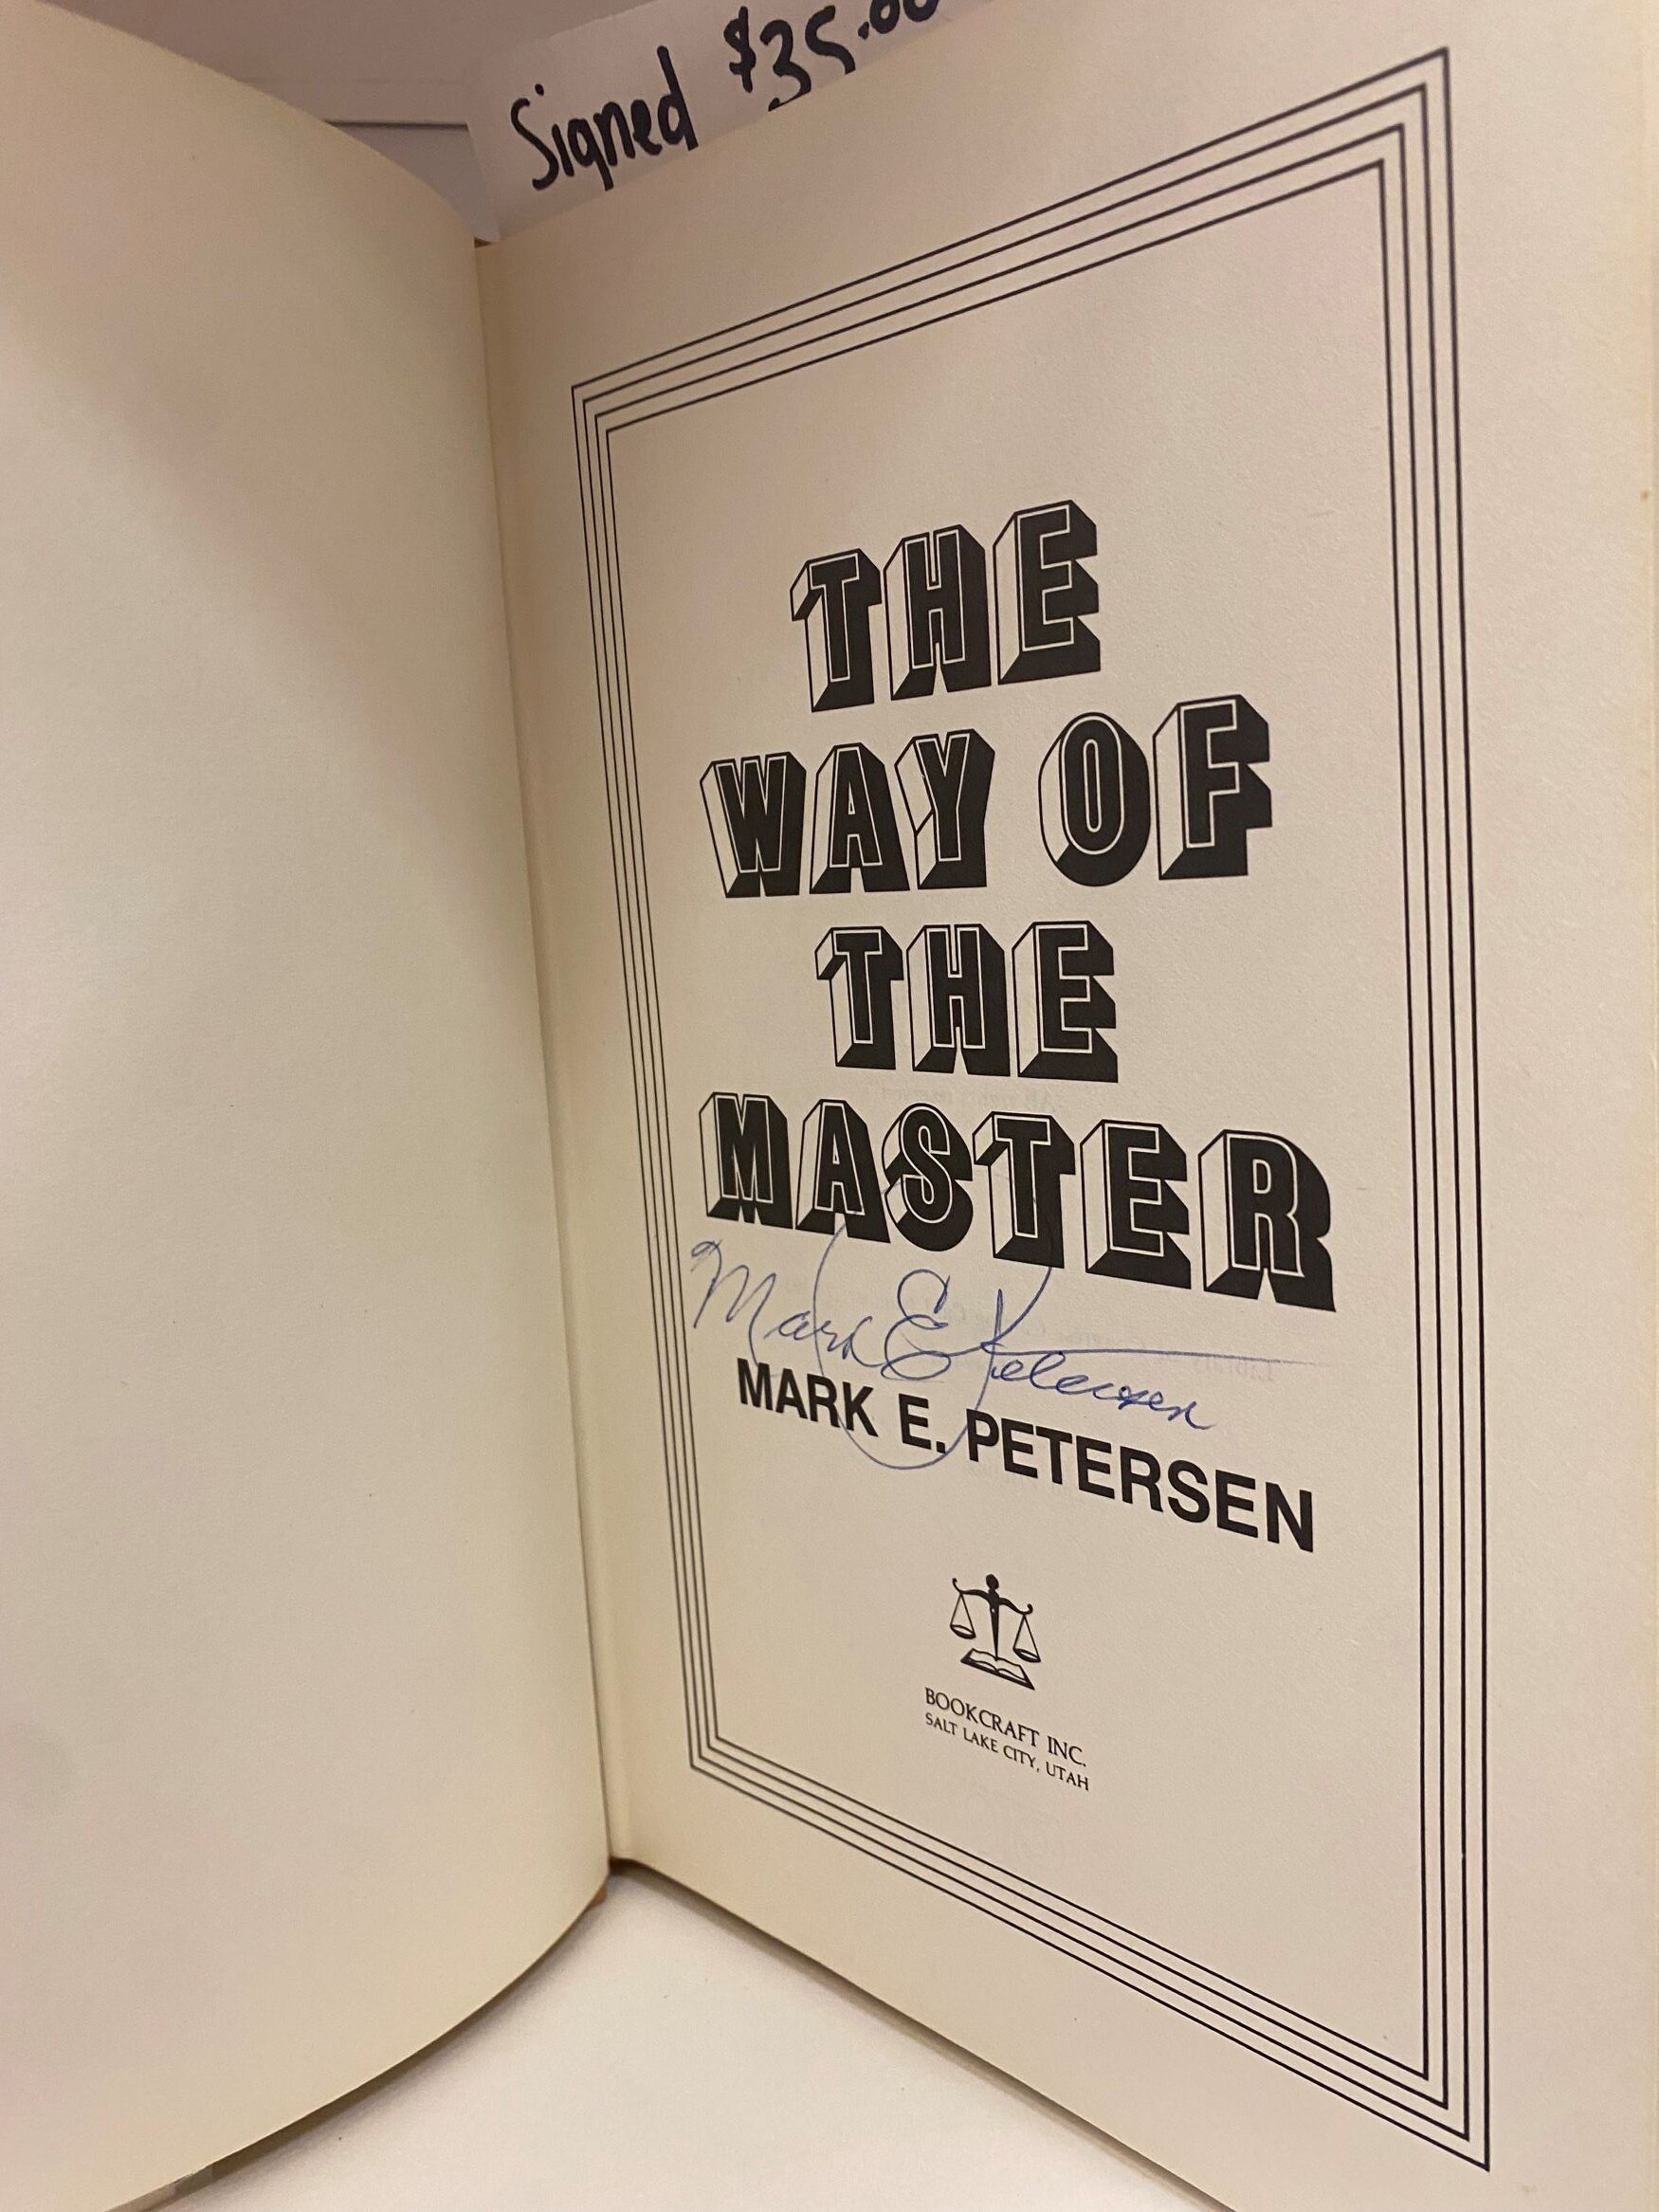 Signed $35.00
THE
WAY OF
THE
MASTER
Mark E Petersen
MARK E. PETERSEN
BOOKCRAFT INC.
SALT LAKE CITY, UTAH